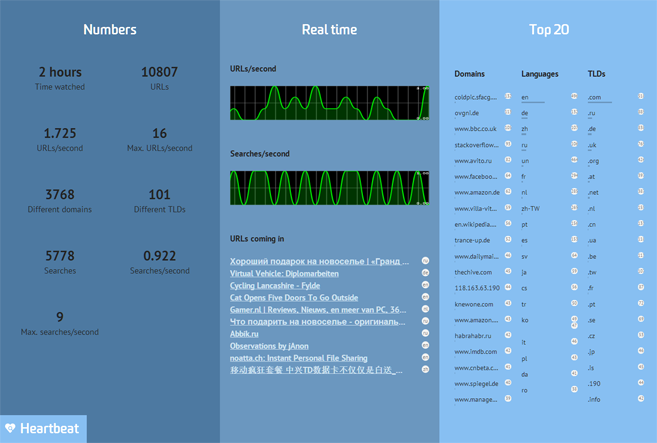 Numbers
2 hours
Time watched
10807
URLs
1.725
URLs/second
16
Max. URLs/second
3768
Different domains
101
Different TLDs
5778
Searches
0.922
Searches/second
9
Max. searches/second
Heartbeat
Real time
URLs/second
Searches/second
URLs coming in
Хороший подарок на новоселье | «Гранд ...
Virtual Vehicle: Diplomarbeiten
Cycling Lancashire - Fylde
Cat Opens Five Doors To Go Outside
Gamer.nl | Reviews, Nieuws, en meer van PC, 36...
Что подарить на новоселье - оригиналь...
Abbik.ru
Observations by jAnon
noatta.ch: Instant Personal File Sharing
移动疯狂套餐 中兴TD数据卡不仅仅是白送_...
Top 20
Domains
coldpic.sfacg....
ovgnl.de
www.bbc.co.uk
stackoverflow...
www.avito.ru
www.faceboo...
www.amazon.de
www.villa-vit...
en.wikipedia....
trance-up.de
www.dailymai...
thechive.com
118.163.63.190
knewone.com
www.amazon....
habrahabr.ru
www.imdb.com
www.cnbeta.c...
www.spiegel.de
www.manage...
Languages
en
de
zh
ru
un
fr
nl
zh-TW
pt
es
sv
ja
cs
tr
ko
it
pl
da
ro
TLDs
.com
.ru
.de
.uk
.org
.at
.net
.nl
.cn
.ua
.be
.tw
.fr
.pt
.se
.cz
.jp
.is
.190
.info